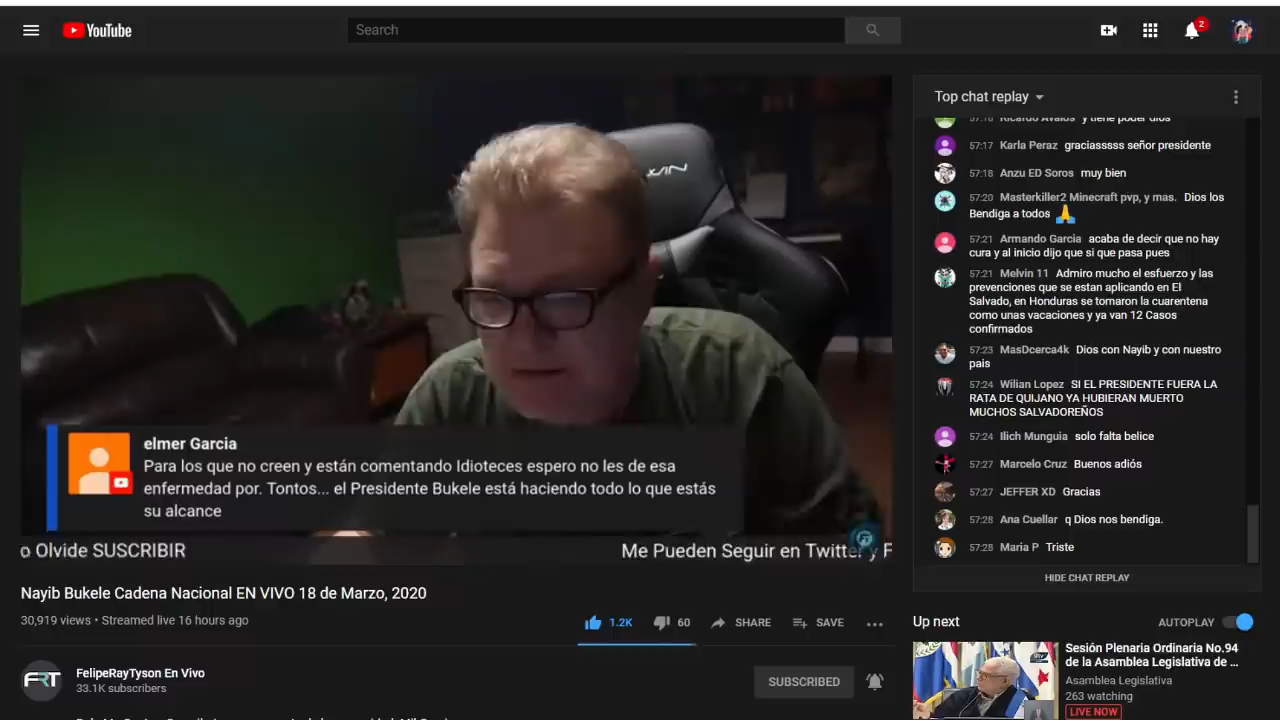 YouTube
Search
2
elmer Garcia
Para los que no creen y están comentando Idioteces espero no les de esa
enfermedad por. Tontos... el Presidente Bukele está haciendo todo lo que estás
su alcance
o Olvide SUSCRIBIR
Me Pueden Seguir en Twitter y F
Nayib Bukele Cadena Nacional EN VIVO 18 de Marzo, 2020
30,919 views • Streamed live 16 hours ago
1.2K
60
SHARE
SAVE
FRT
FelipeRayTyson En Vivo
33.1K subscribers
SUBSCRIBED
Top chat replay
57:16 Ricardo Avalos y tiene poder dios
57:17 Karla Peraz graciasssss señor presidente
57:18 Anzu ED Soros muy bien
57:20 Masterkiller2 Minecraft pvp, y mas. Dios los
Bendiga a todos 🙏
57:21 Armando Garcia acaba de decir que no hay
cura y al inicio dijo que si que pasa pues
57:21 Melvin 11 Admiro mucho el esfuerzo y las
prevenciones que se estan aplicando en El
Salvado, en Honduras se tomaron la cuarentena
como unas vacaciones y ya van 12 Casos
confirmados
57:23 MasDcerca4k Dios con Nayib y con nuestro
pais
57:24 Wilian Lopez SI EL PRESIDENTE FUERA LA
RATA DE QUIJANO YA HUBIERAN MUERTO
MUCHOS SALVADOREÑOS
57:24 Ilich Munguia solo falta belice
57:27 Marcelo Cruz Buenos adiós
57:27 JEFFER XD Gracias
57:28 Ana Cuellar q Dios nos bendiga.
57:28 Maria P Triste
HIDE CHAT REPLAY
Up next
AUTOPLAY
Sesión Plenaria Ordinaria No.94
de la Asamblea Legislativa de ...
Asamblea Legislativa
263 watching
LIVE NOW